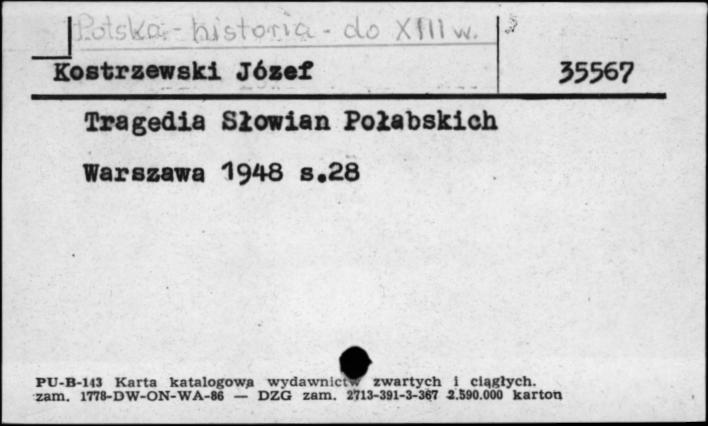 Polska - historia - do XIII w.
Kostrzewski Józef 35567
Tragedia Słowian Połabskich
Warszawa 1948 s.28
PU-B-143 Karta katalogowa wydawnictw zwartych i ciągłych.
zam. 1778-DW-ON-WA-86 — DZG zam. 2713-391-3-367 2.590.000 karton